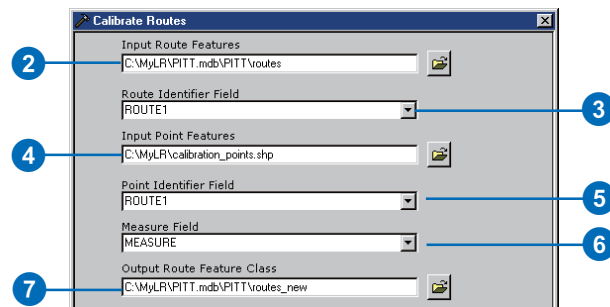 Calibrate Routes
Input Route Features
2
C:\MyLR\PITT.mdb\PITT\routes
Route Identifier Field
ROUTE1
3
Input Point Features
4
C:\MyLR\calibration_points.shp
Point Identifier Field
ROUTE1
5
Measure Field
MEASURE
6
Output Route Feature Class
7
C:\MyLR\PITT.mdb\PITT\routes_new